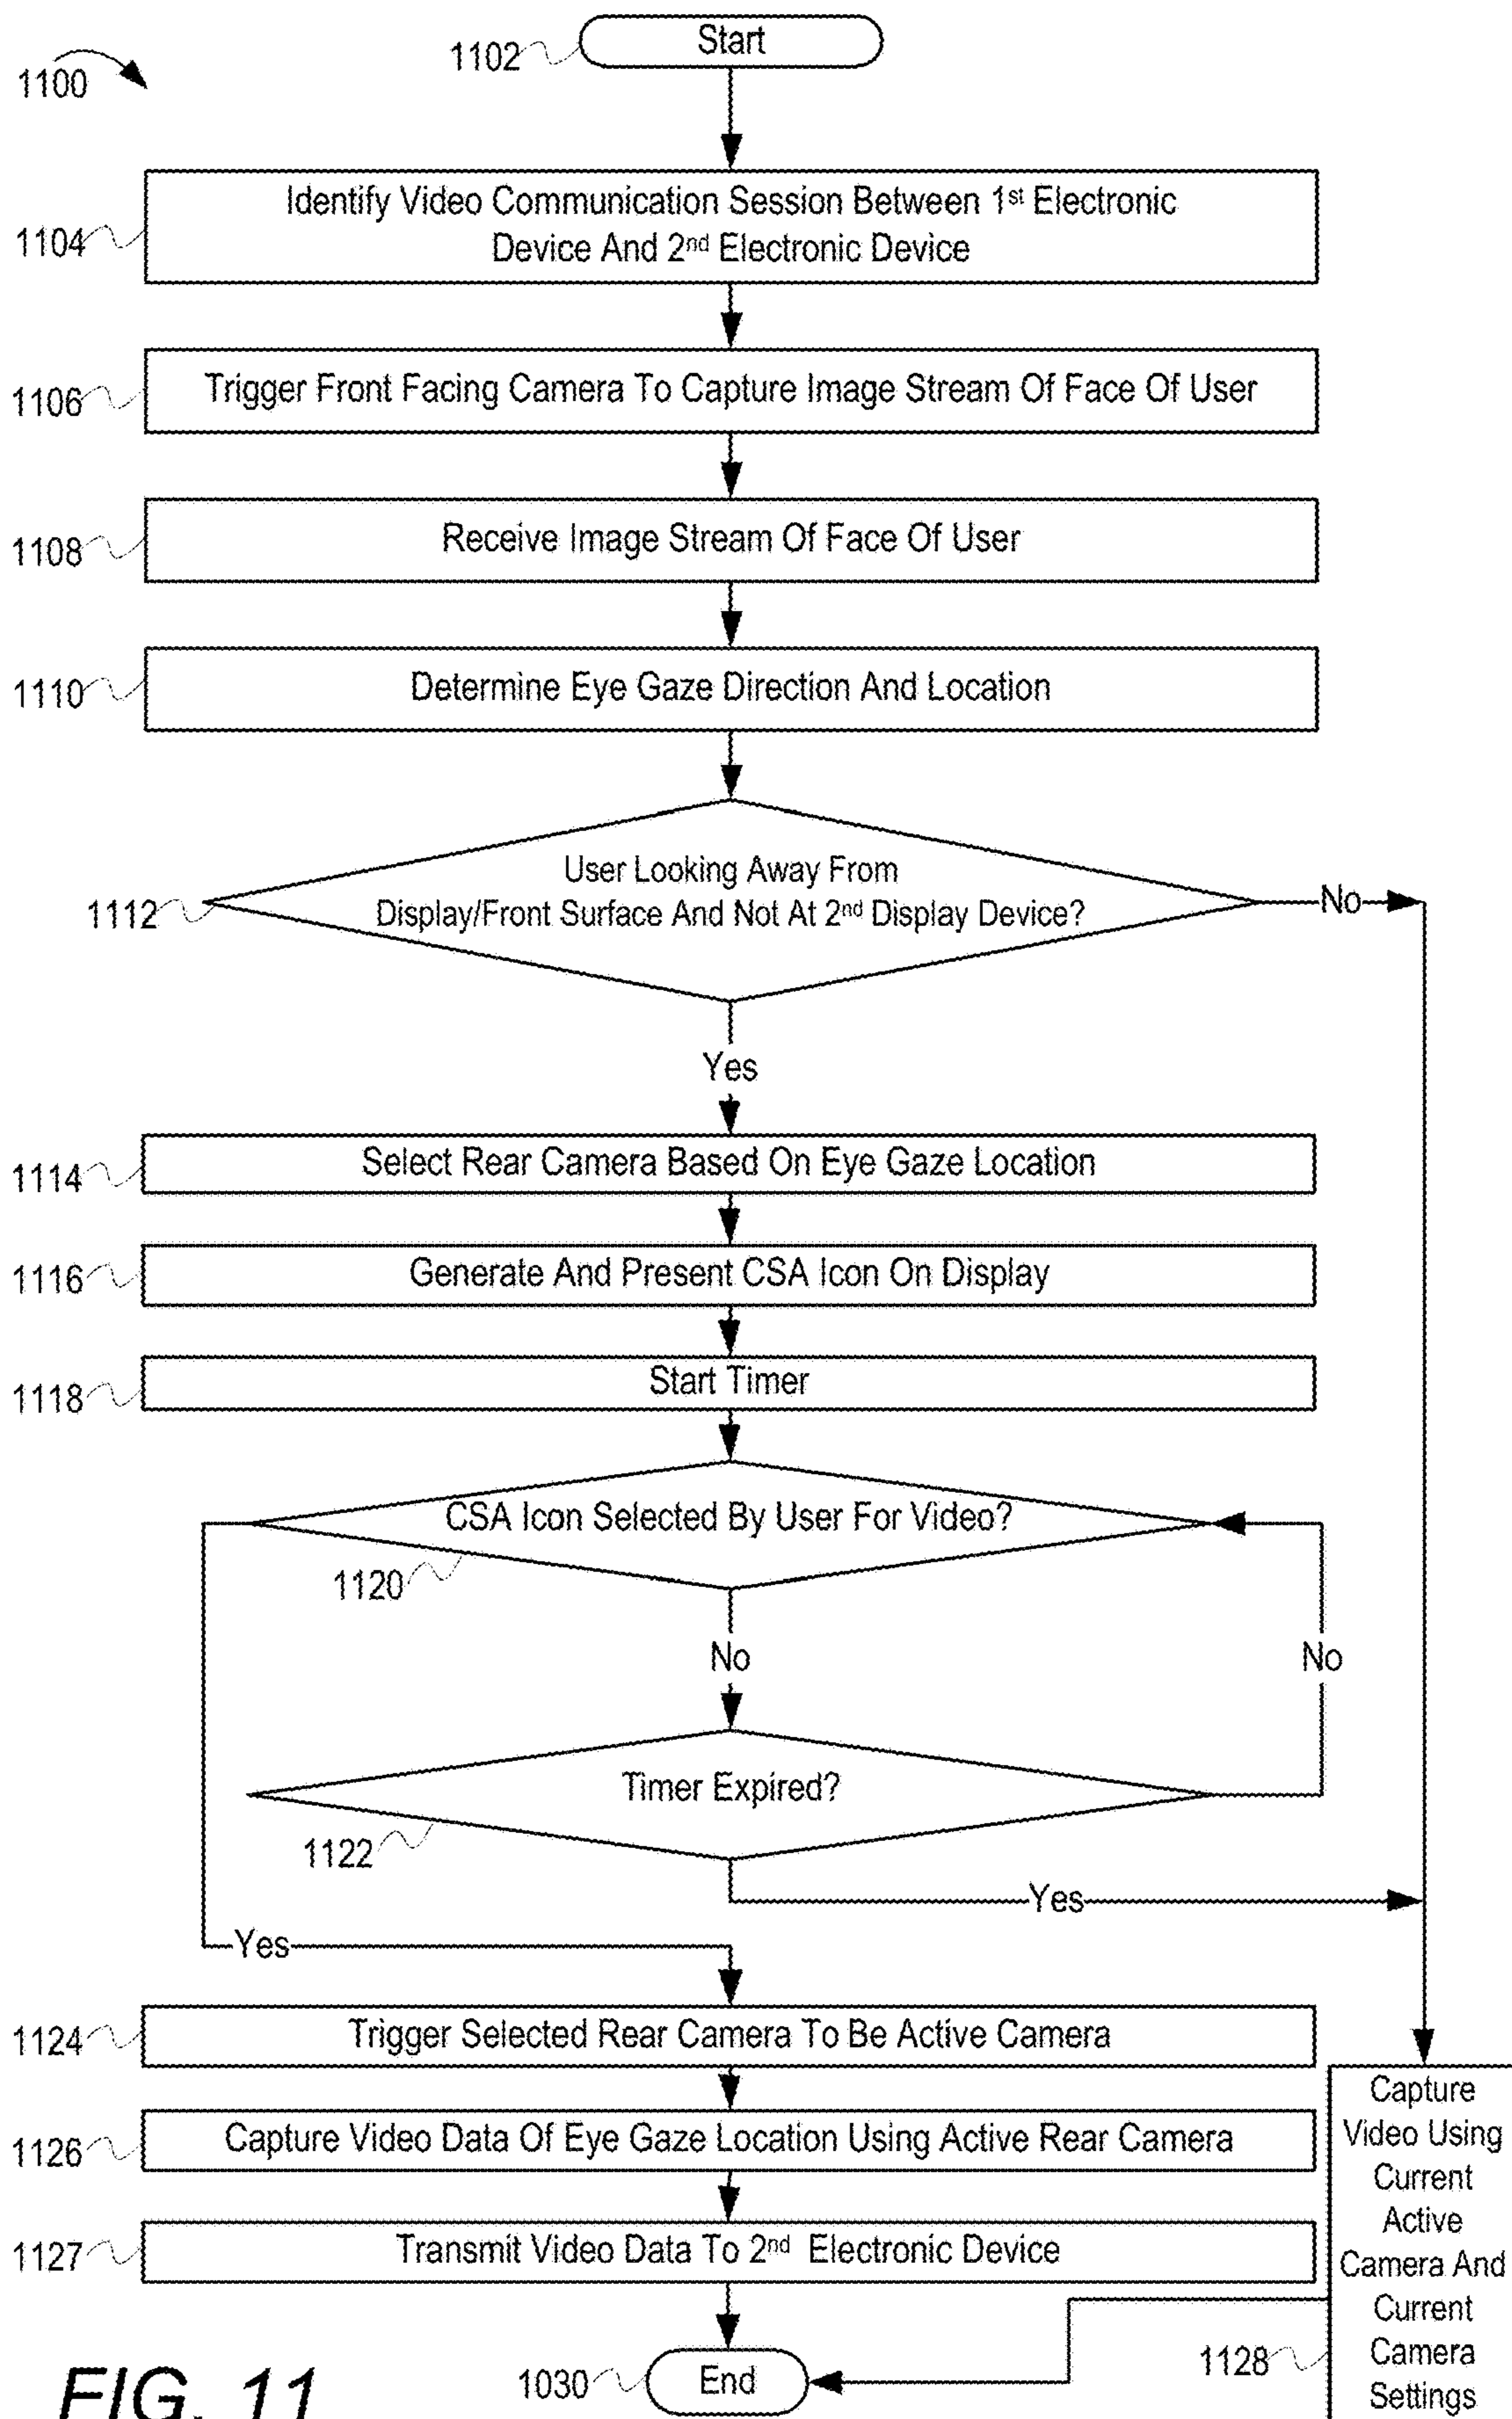 1100
1102
Start
1104
Identify Video Communication Session Between 1st Electronic
Device And 2nd Electronic Device
1106
Trigger Front Facing Camera To Capture Image Stream Of Face Of User
1108
Receive Image Stream Of Face Of User
1110
Determine Eye Gaze Direction And Location
1112
User Looking Away From
Display/Front Surface And Not At 2nd Display Device?
No
Yes
1114
Select Rear Camera Based On Eye Gaze Location
1116
Generate And Present CSA Icon On Display
1118
Start Timer
CSA Icon Selected By User For Video?
1120
No
No
Timer Expired?
1122
Yes
Yes
1124
Trigger Selected Rear Camera To Be Active Camera
1126
Capture Video Data Of Eye Gaze Location Using Active Rear Camera
1127
Transmit Video Data To 2nd Electronic Device
1128
Capture
Video Using
Current
Active
Camera And
Current
Camera
Settings
1030
End
FIG. 11